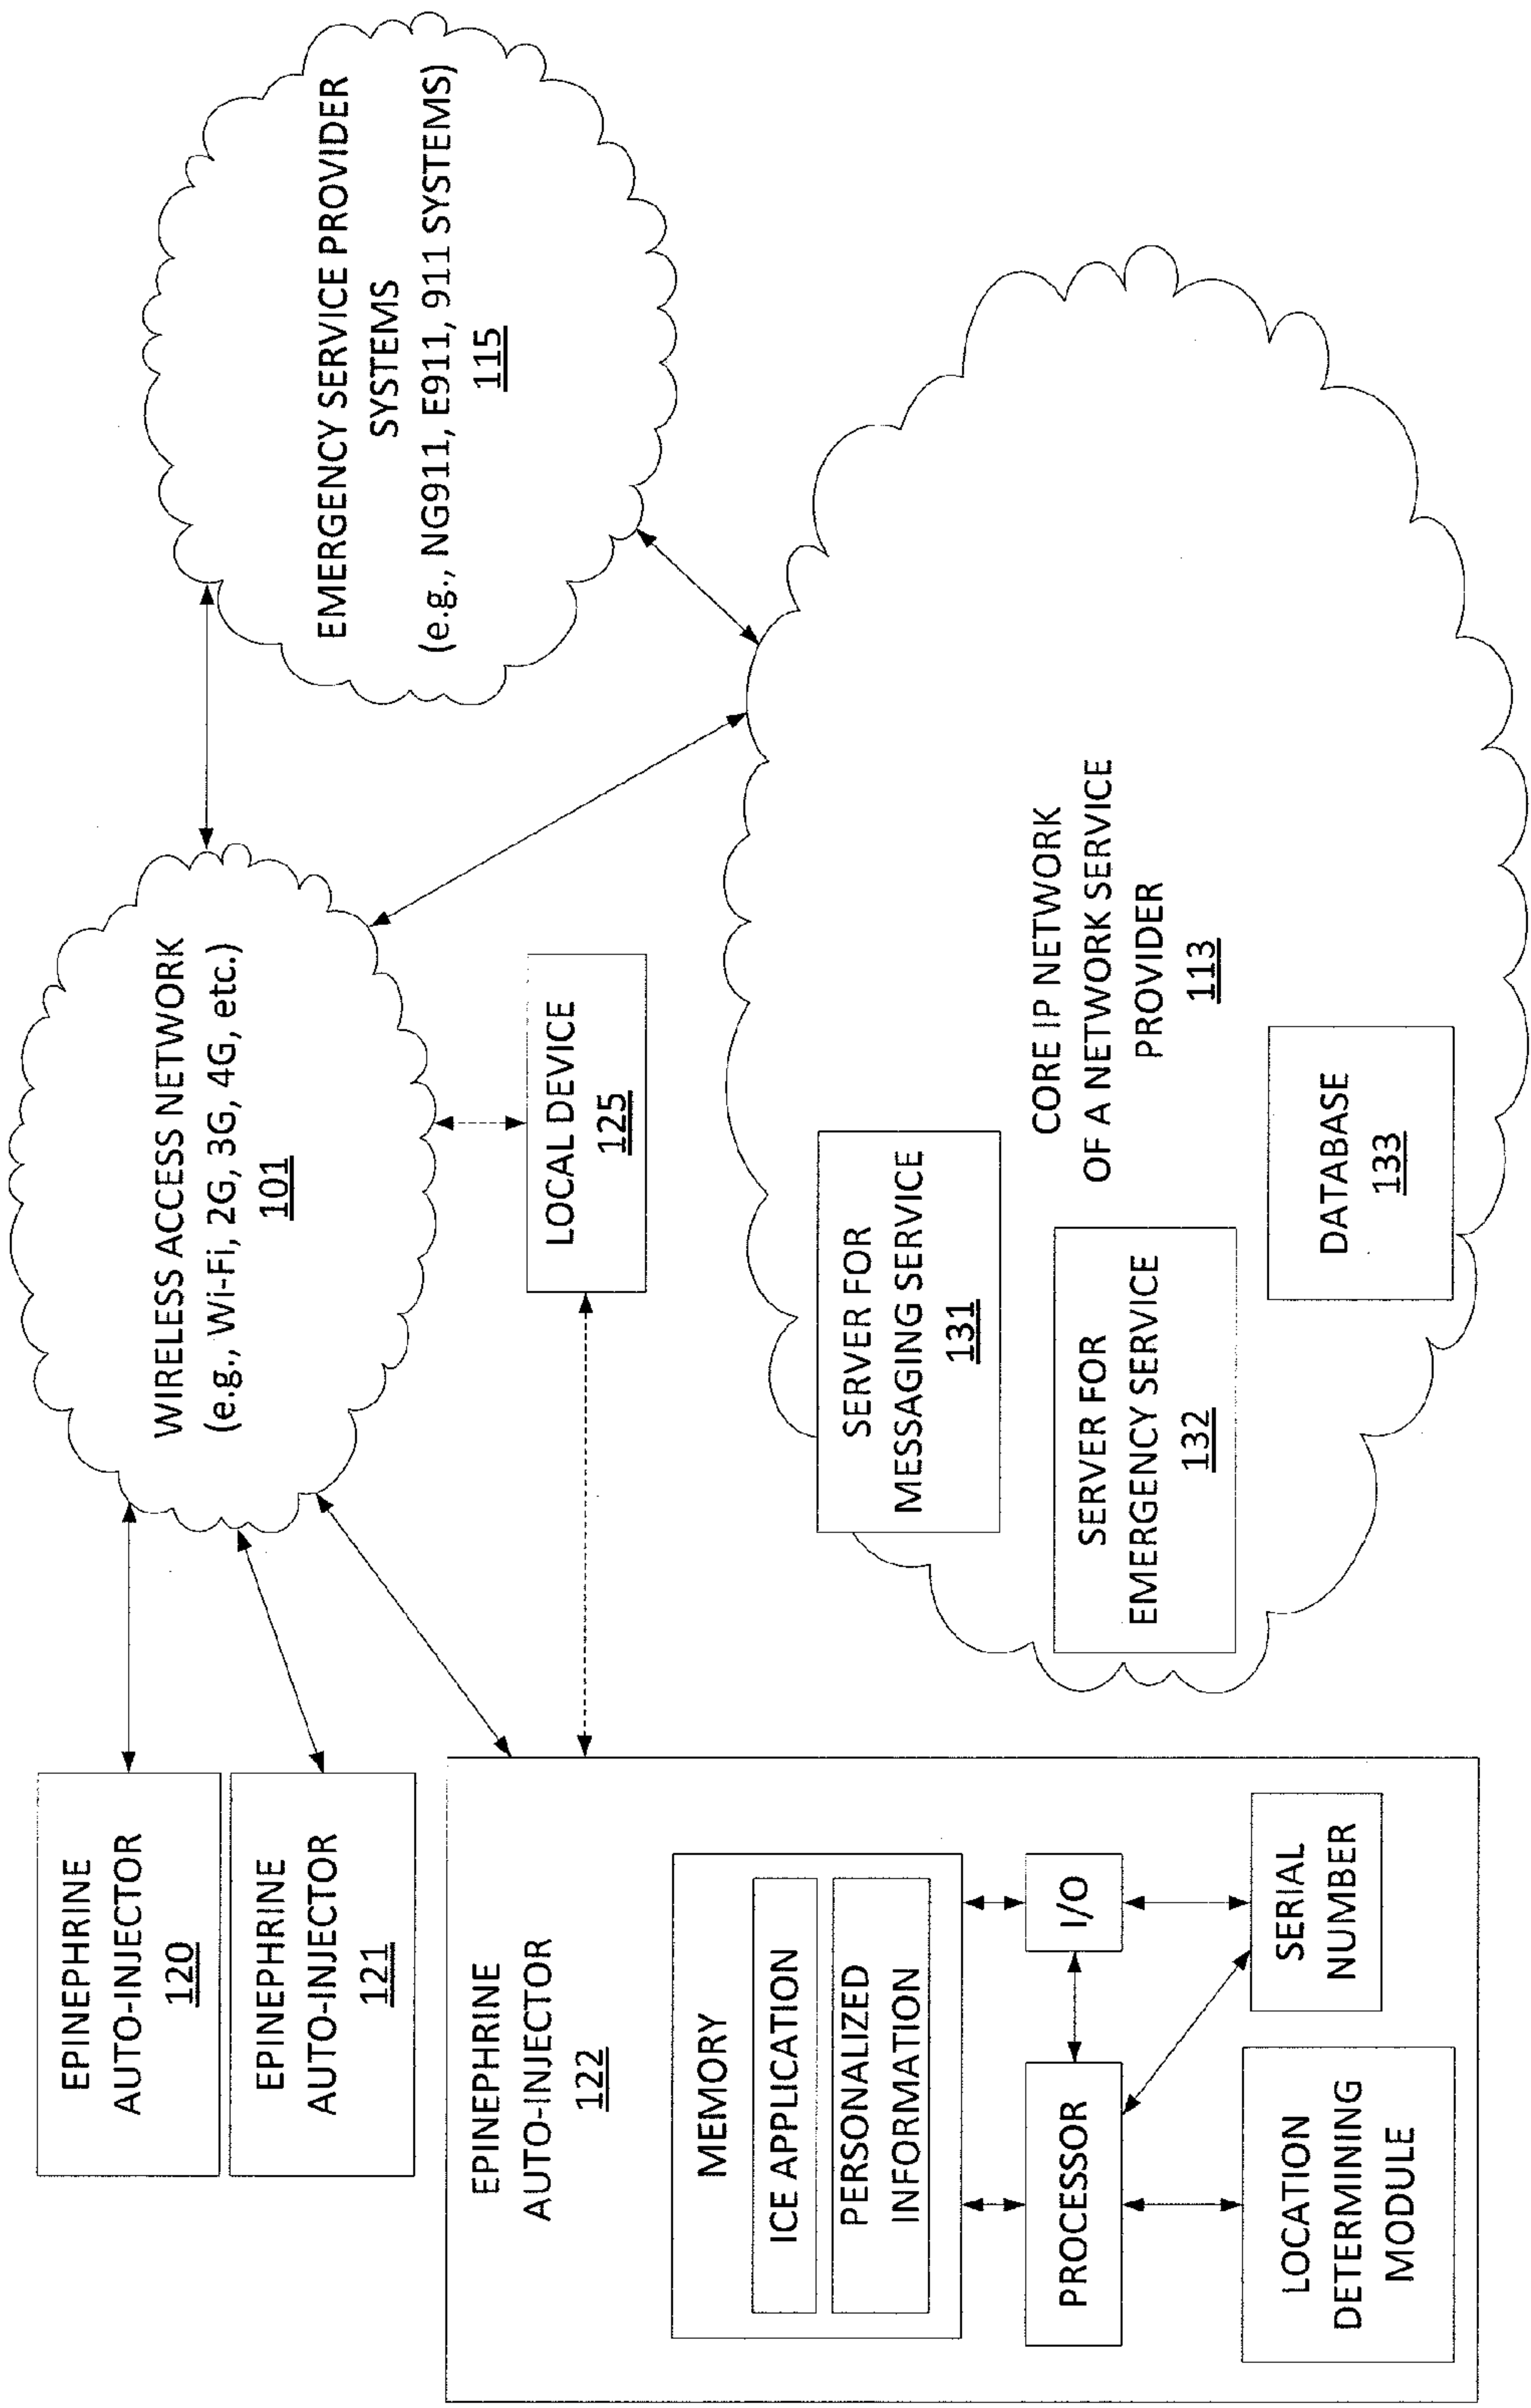 EPINEPHRINE
AUTO-INJECTOR
120
EPINEPHRINE
AUTO-INJECTOR
121
EPINEPHRINE
AUTO-INJECTOR
122
MEMORY
ICE APPLICATION
PERSONALIZED
INFORMATION
PROCESSOR
I/O
LOCATION
DETERMINING
MODULE
SERIAL
NUMBER
WIRELESS ACCESS NETWORK
(e.g., Wi-Fi, 2G, 3G, 4G, etc.)
101
LOCAL DEVICE
125
EMERGENCY SERVICE PROVIDER
SYSTEMS
(e.g., NG911, E911, 911 SYSTEMS)
115
SERVER FOR
MESSAGING SERVICE
131
SERVER FOR
EMERGENCY SERVICE
132
CORE IP NETWORK
OF A NETWORK SERVICE
PROVIDER
113
DATABASE
133